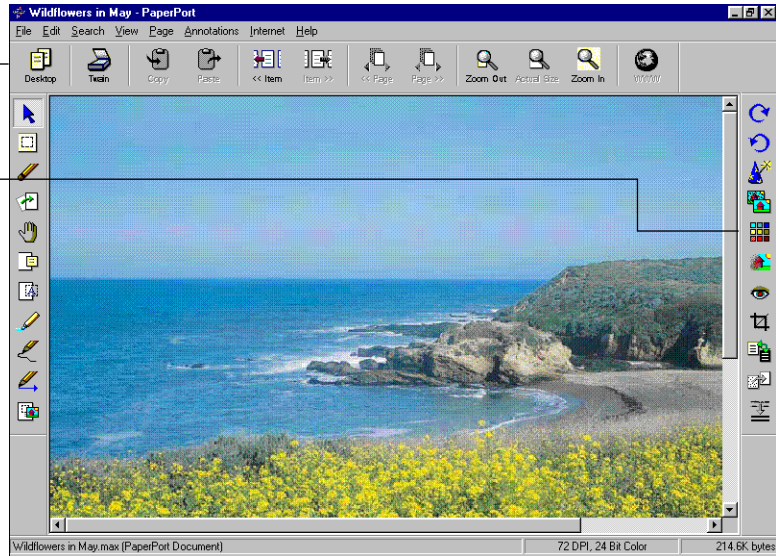 Wildflowers in May - PaperPort
File Edit Search View Page Annotations Internet Help
Desktop Twain Copy Paste << Item Item >> << Page Page >> Zoom Out Actual Size Zoom In WWW
Wildflowers in May.max (PaperPort Document) 72 DPI, 24 Bit Color 214.6K bytes